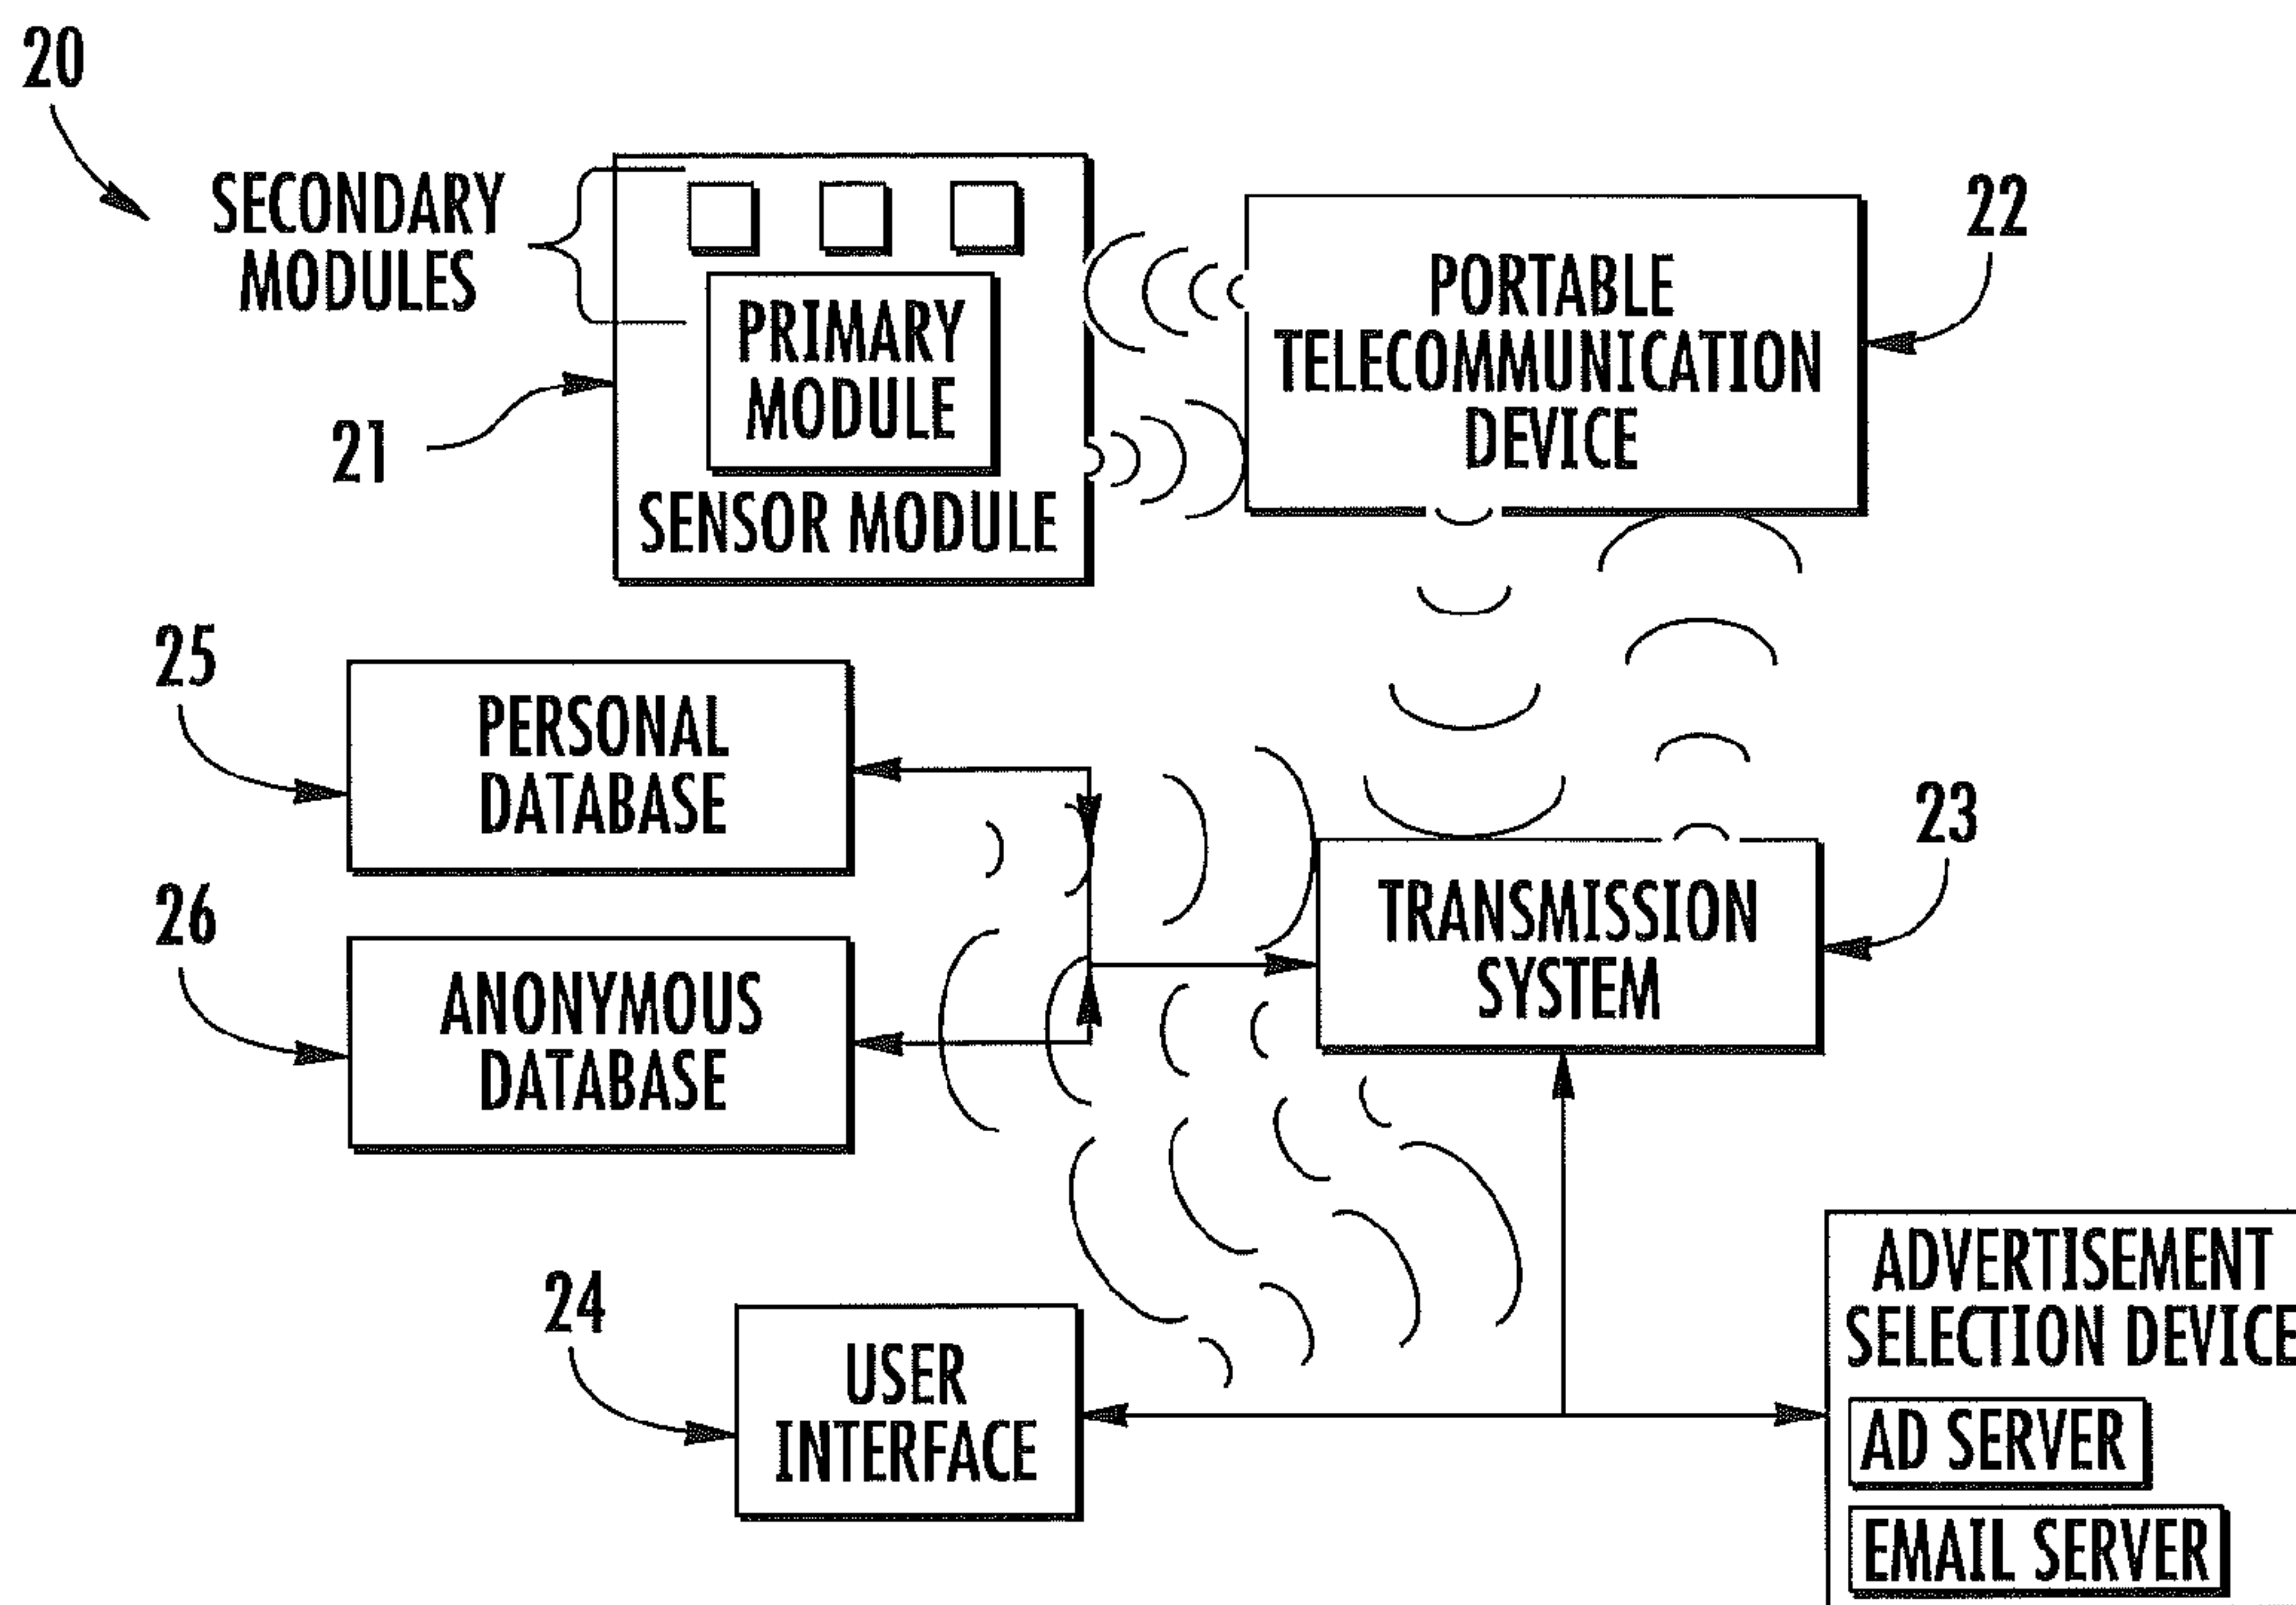 20
SECONDARY
MODULES
PRIMARY
MODULE
SENSOR MODULE
21
PORTABLE
TELECOMMUNICATION
DEVICE
22
25
PERSONAL
DATABASE
26
ANONYMOUS
DATABASE
TRANSMISSION
SYSTEM
23
24
USER
INTERFACE
ADVERTISEMENT
SELECTION DEVICE
AD SERVER
EMAIL SERVER